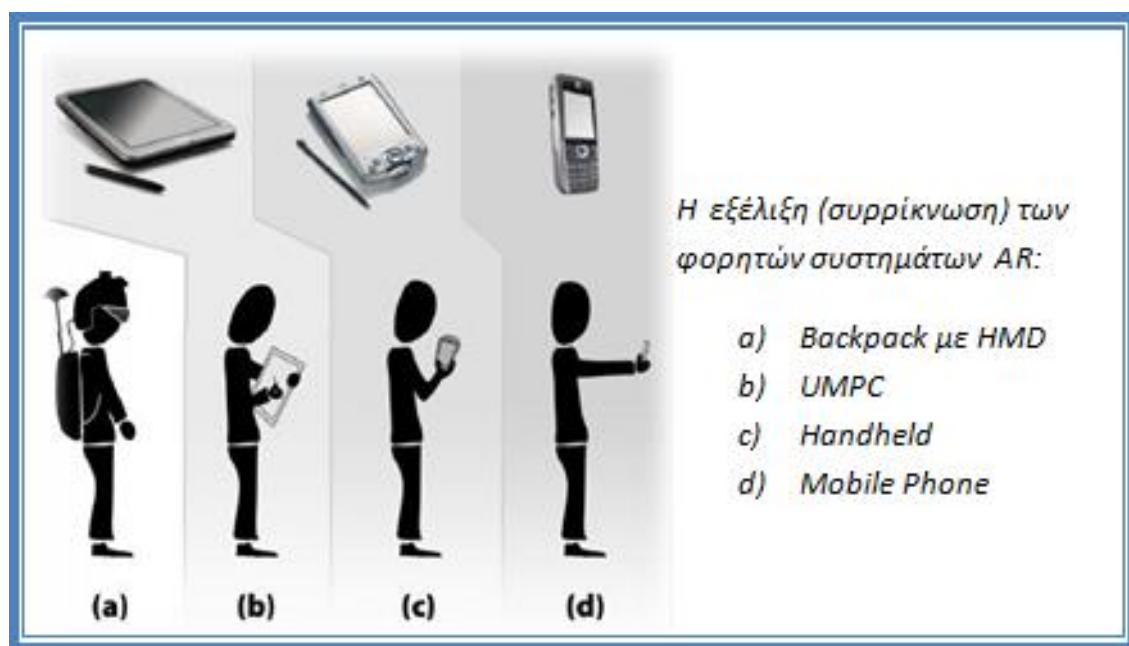 Η εξέλιξη (συρρίκνωση) των
φορητών συστημάτων AR:
a) Backpack με HMD
b) UMPC
c) Handheld
d) Mobile Phone
(a) (b) (c) (d)